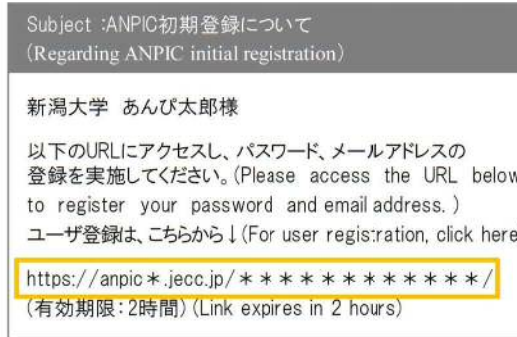 Subject :ANPIC初期登録について
(Regarding ANPIC initial registration)
新潟大学 あんぴ太郎様
以下のURLにアクセスし、パスワード、メールアドレスの
登録を実施してください。(Please access the URL below
to register your password and email address. )
ユーザ登録は、こちらから↓(For user registration, click here
https://anpic*.jecc.jp/************/
(有効期限:2時間)(Link expires in 2 hours)